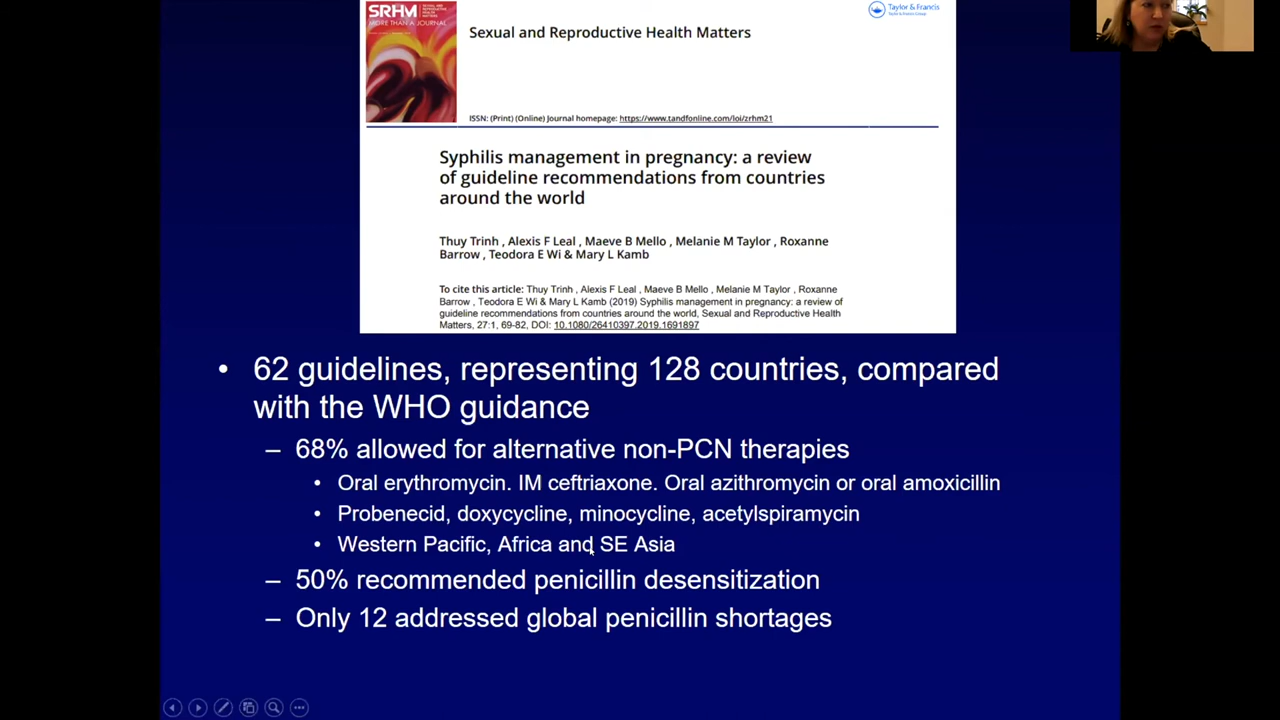 SRHM
MORE THAN A JOURNAL
Taylor & Francis
Taylor & Francis Group
Sexual and Reproductive Health Matters
ISSN: (Print) (Online) Journal homepage: https://www.tandfonline.com/loi/zrhm21
Syphilis management in pregnancy: a review
of guideline recommendations from countries
around the world
Thuy Trinh , Alexis F Leal , Maeve B Mello , Melanie M Taylor , Roxanne
Barrow , Teodora E Wi & Mary L Kamb
To cite this article: Thuy Trinh , Alexis F Leal , Maeve B Mello , Melanie M Taylor , Roxanne
Barrow , Teodora E Wi & Mary L Kamb (2019) Syphilis management in pregnancy: a review of
guideline recommendations from countries around the world, Sexual and Reproductive Health
Matters, 27:1, 69-82, DOI: 10.1080/26410397.2019.1691897
• 62 guidelines, representing 128 countries, compared
with the WHO guidance
– 68% allowed for alternative non-PCN therapies
• Oral erythromycin. IM ceftriaxone. Oral azithromycin or oral amoxicillin
• Probenecid, doxycycline, minocycline, acetylspiramycin
• Western Pacific, Africa and SE Asia
– 50% recommended penicillin desensitization
– Only 12 addressed global penicillin shortages